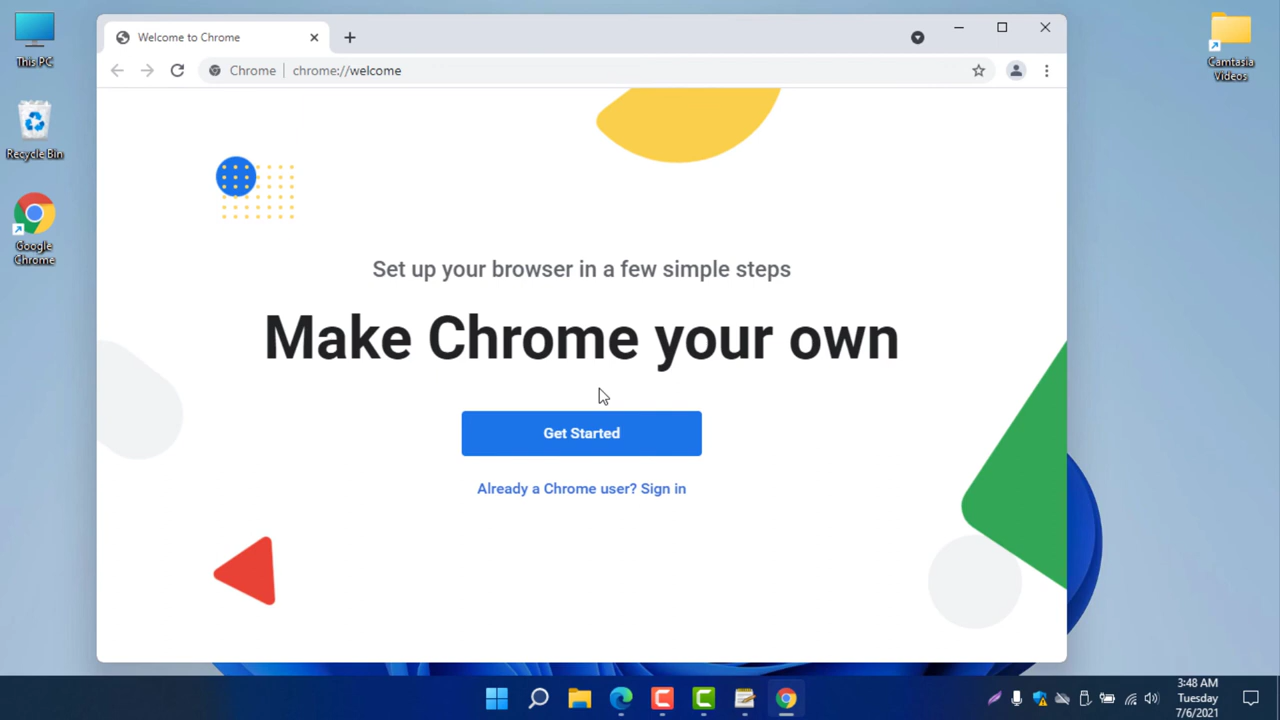 This PC
Recycle Bin
Google
Chrome
Welcome to Chrome
Chrome
chrome://welcome
Set up your browser in a few simple steps
Make Chrome your own
Get Started
Already a Chrome user? Sign in
Camtasia
Videos
3:48 AM
Tuesday
7/6/2021